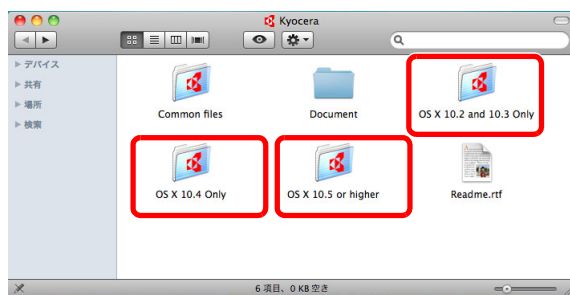 Kyocera
デバイス
共有
場所
検索
Common files
Document
OS X 10.2 and 10.3 Only
OS X 10.4 Only
OS X 10.5 or higher
Readme.rtf
6 項目、0 KB 空き